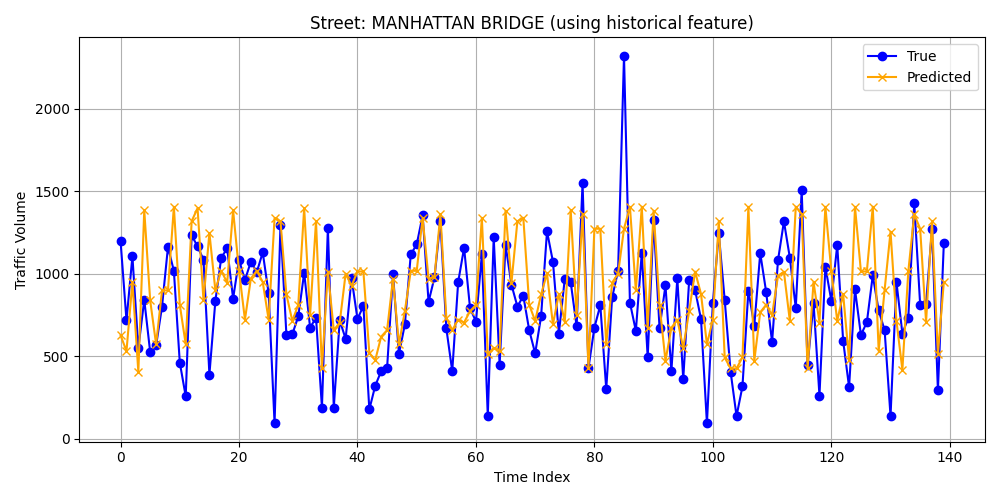 Street: MANHATTAN BRIDGE (using historical feature)
True
Predicted
Traffic Volume
2000
1500
1000
500
0
0 20 40 60 80 100 120 140
Time Index